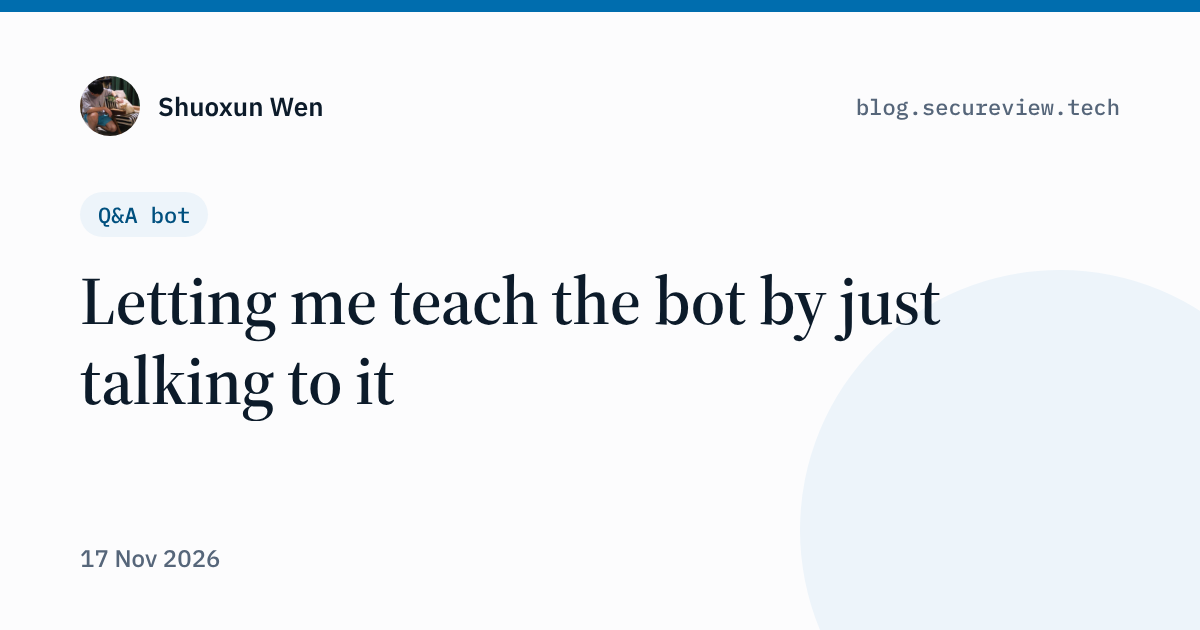 Shuoxun Wen
blog.secureview.tech
Q&A bot
Letting me teach the bot by just
talking to it
17 Nov 2026